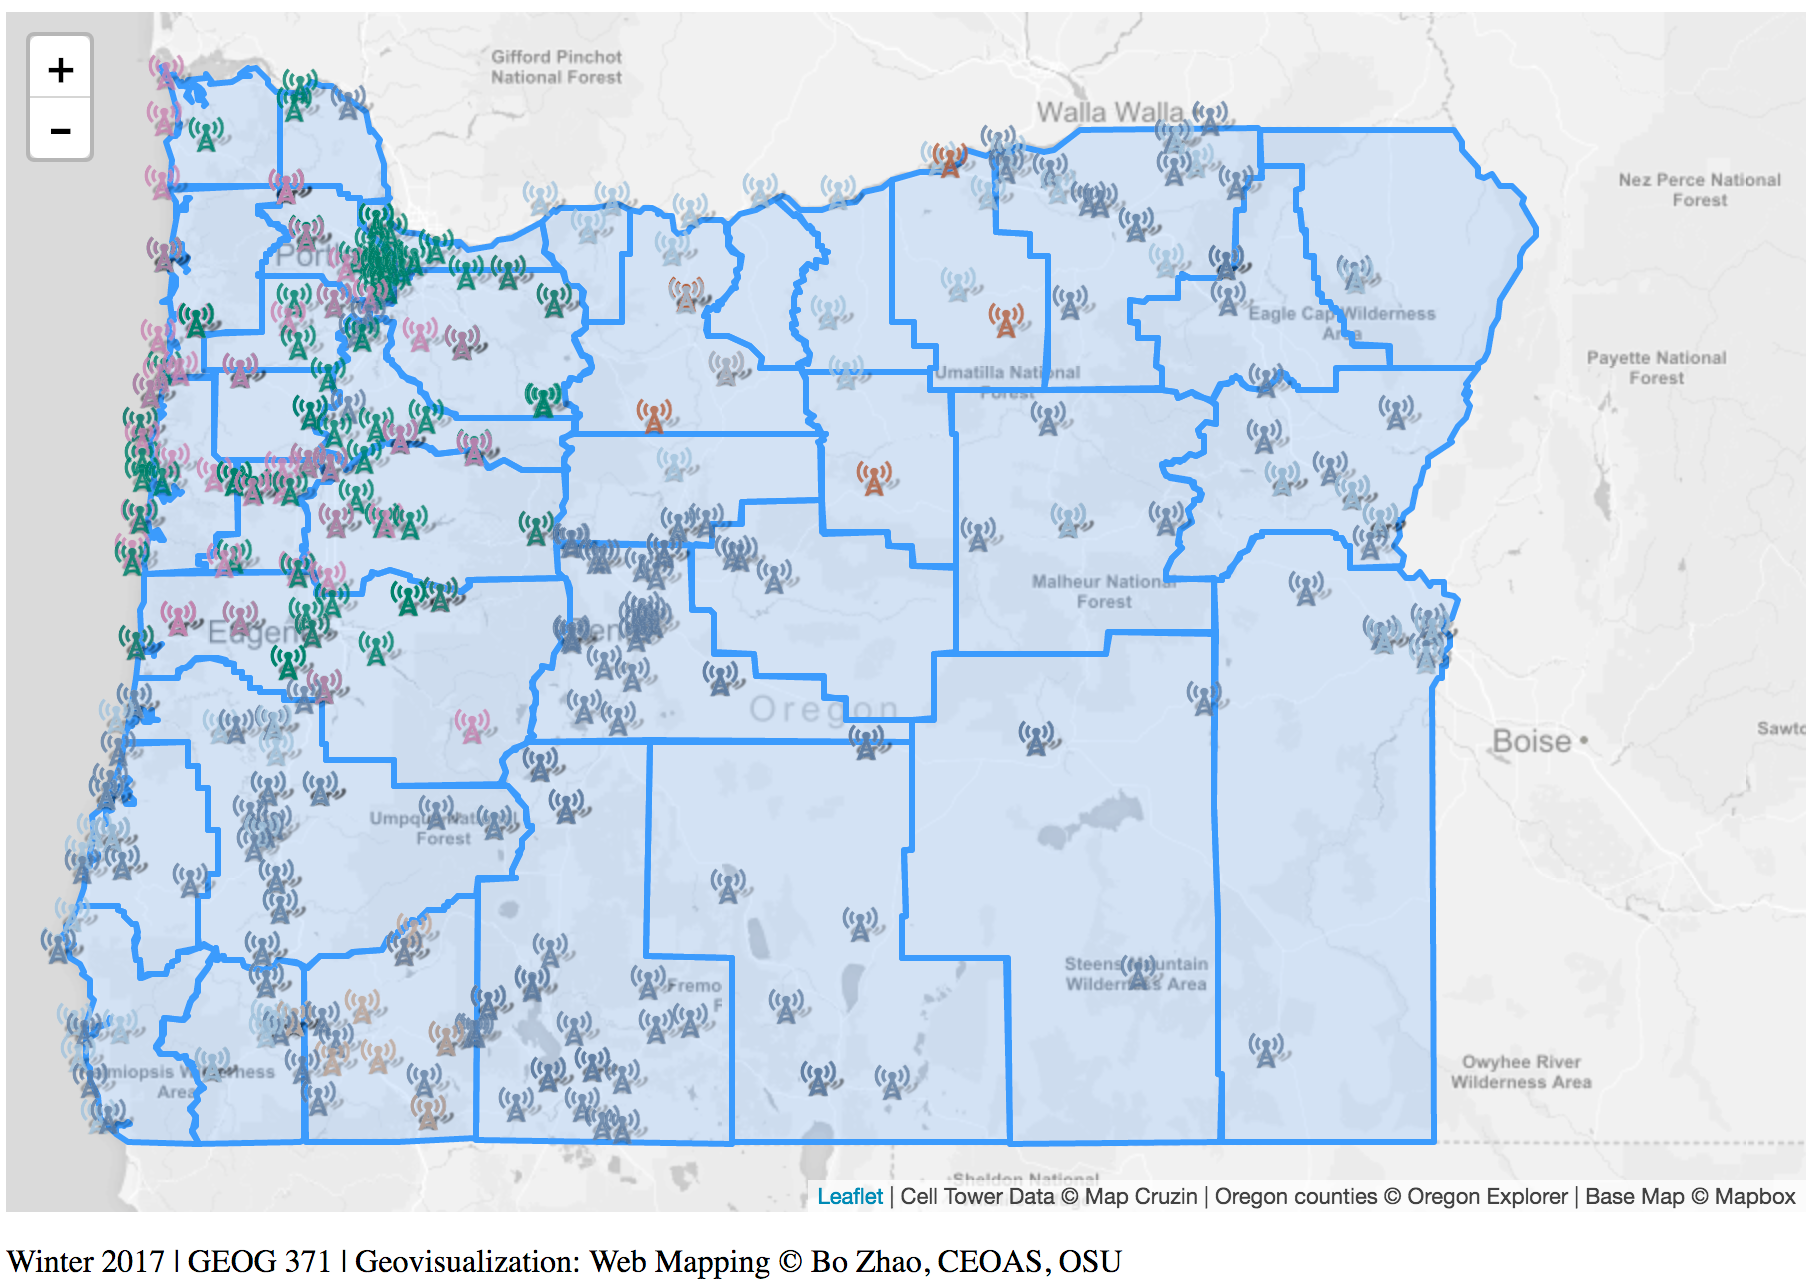 +
−
Gifford Pinchot
National Forest
Walla Walla
Nez Perce National
Forest
Port
Eagle Cap Wilderness
Area
Payette National
Forest
Umatilla National
Forest
Malheur National
Forest
Eugene
Oregon
Boise
Sawto
Umpqua National
Forest
Fremo
F
Steens Mountain
Wilderness Area
Owyhee River
Wilderness Area
lmiopsis Wilderness
Area
Sheldon National
Leaflet | Cell Tower Data © Map Cruzin | Oregon counties © Oregon Explorer | Base Map © Mapbox
Winter 2017 | GEOG 371 | Geovisualization: Web Mapping © Bo Zhao, CEOAS, OSU